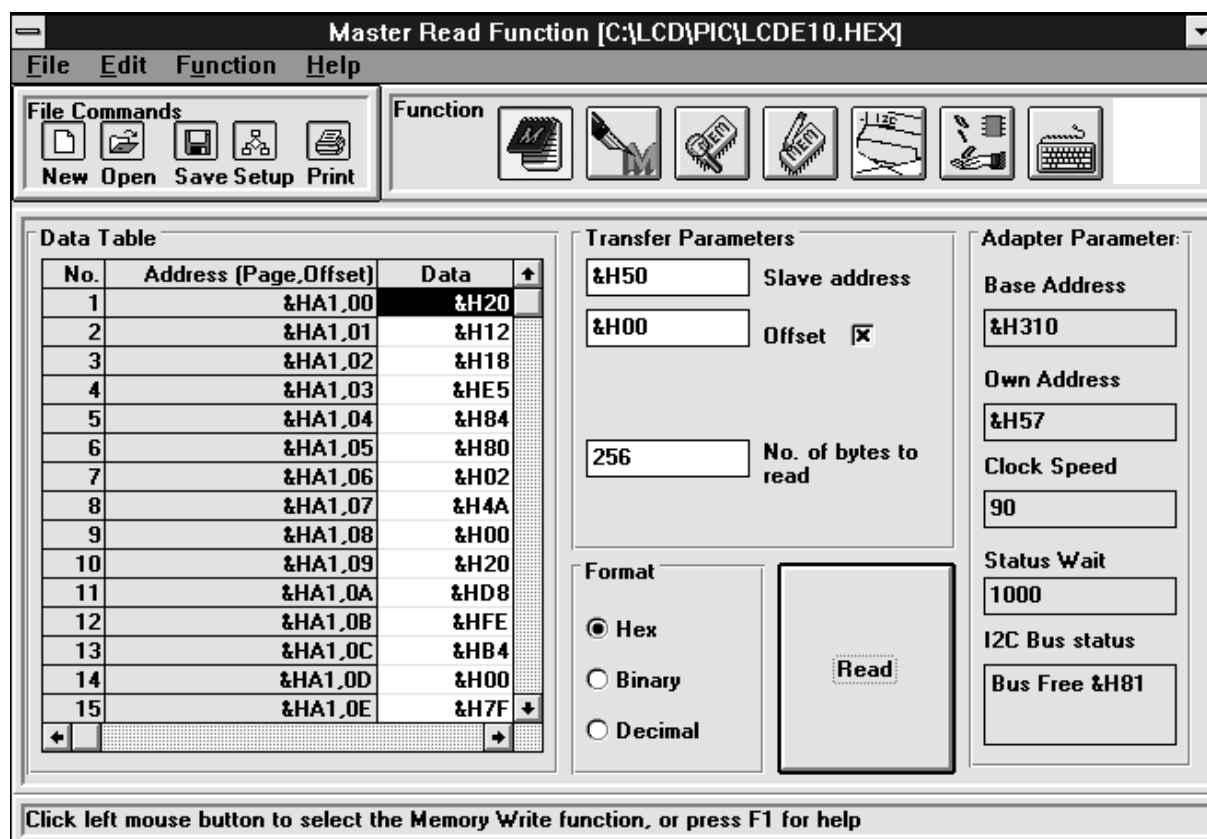 Master Read Function [C:\LCD\PIC\LCDE10.HEX]
File Edit Function Help
File Commands
New Open Save Setup Print
Function
M
M
MEM
MEM
I2C
Data Table
No. Address (Page,Offset) Data
1 &HA1,00 &H20
2 &HA1,01 &H12
3 &HA1,02 &H18
4 &HA1,03 &HE5
5 &HA1,04 &H84
6 &HA1,05 &H80
7 &HA1,06 &H02
8 &HA1,07 &H4A
9 &HA1,08 &H00
10 &HA1,09 &H20
11 &HA1,0A &HD8
12 &HA1,0B &HFE
13 &HA1,0C &HB4
14 &HA1,0D &H00
15 &HA1,0E &H7F
Transfer Parameters
&H50 Slave address
&H00 Offset
256 No. of bytes to
read
Format
Hex
Binary
Decimal
Read
Adapter Parameter
Base Address
&H310
Own Address
&H57
Clock Speed
90
Status Wait
1000
I2C Bus status
Bus Free &H81
Click left mouse button to select the Memory Write function, or press F1 for help